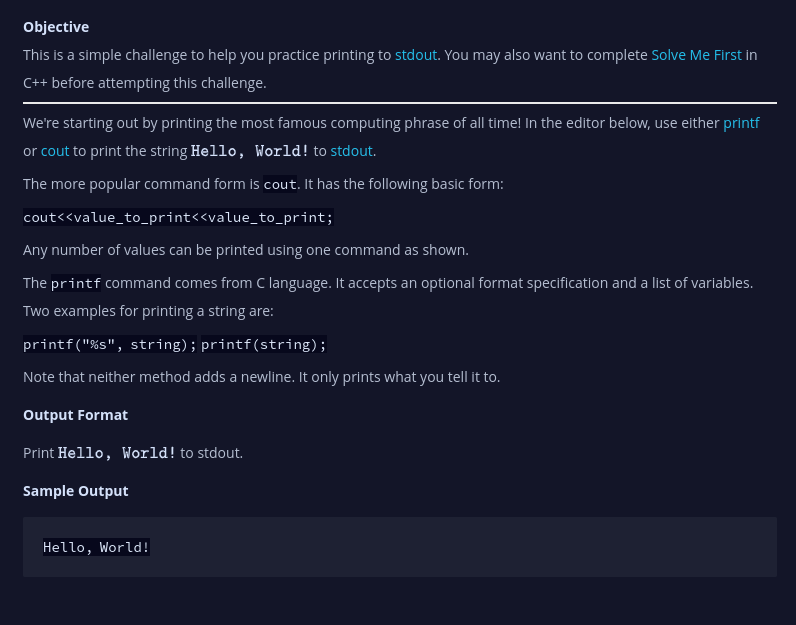 Objective
This is a simple challenge to help you practice printing to stdout. You may also want to complete Solve Me First in
C++ before attempting this challenge.
We're starting out by printing the most famous computing phrase of all time! In the editor below, use either printf
or cout to print the string Hello, World! to stdout.
The more popular command form is cout. It has the following basic form:
cout<<value_to_print<<value_to_print;
Any number of values can be printed using one command as shown.
The printf command comes from C language. It accepts an optional format specification and a list of variables.
Two examples for printing a string are:
printf("%s", string); printf(string);
Note that neither method adds a newline. It only prints what you tell it to.
Output Format
Print Hello, World! to stdout.
Sample Output
Hello, World!